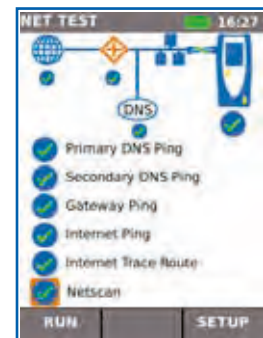 NET TEST 16:27
DNS
Primary DNS Ping
Secondary DNS Ping
Gateway Ping
Internet Ping
Internet Trace Route
Netscan
RUN SETUP